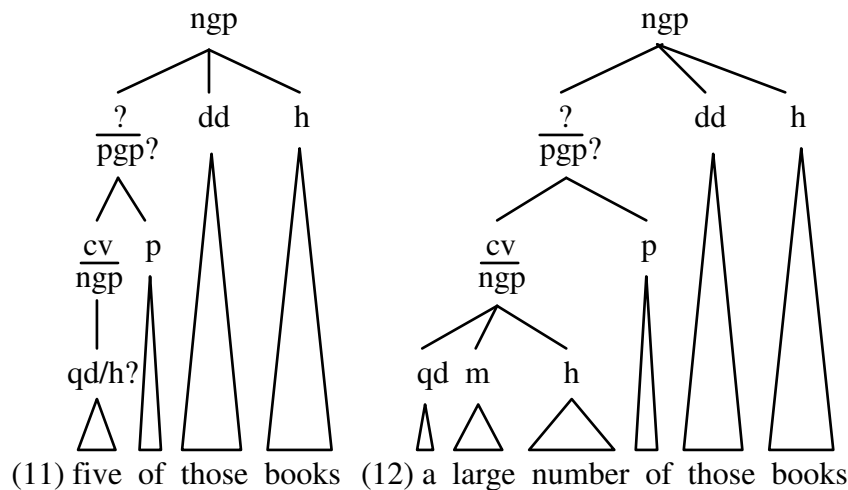 ngp ngp
? dd h ? dd h
pgp? pgp?
cv p cv p
ngp ngp
qd/h? qd m h
(11) five of those books (12) a large number of those books